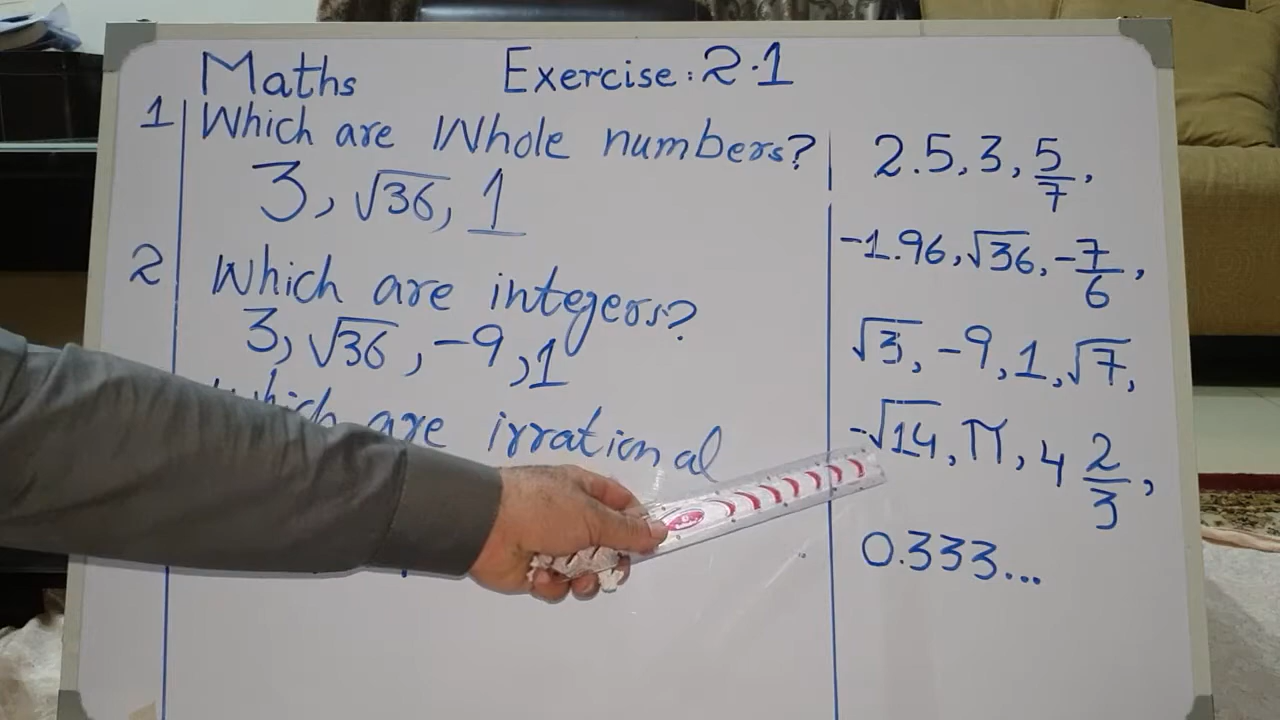 Maths Exercise: 2.1
1 Which are Whole numbers?
3, √36, 1
2 Which are integers?
3, √36, -9, 1
Which are irrational
2.5, 3, 5/7,
-1.96, √36, -7/6,
√3, -9, 1, √7,
-√14, π, 4 2/3,
0.333...